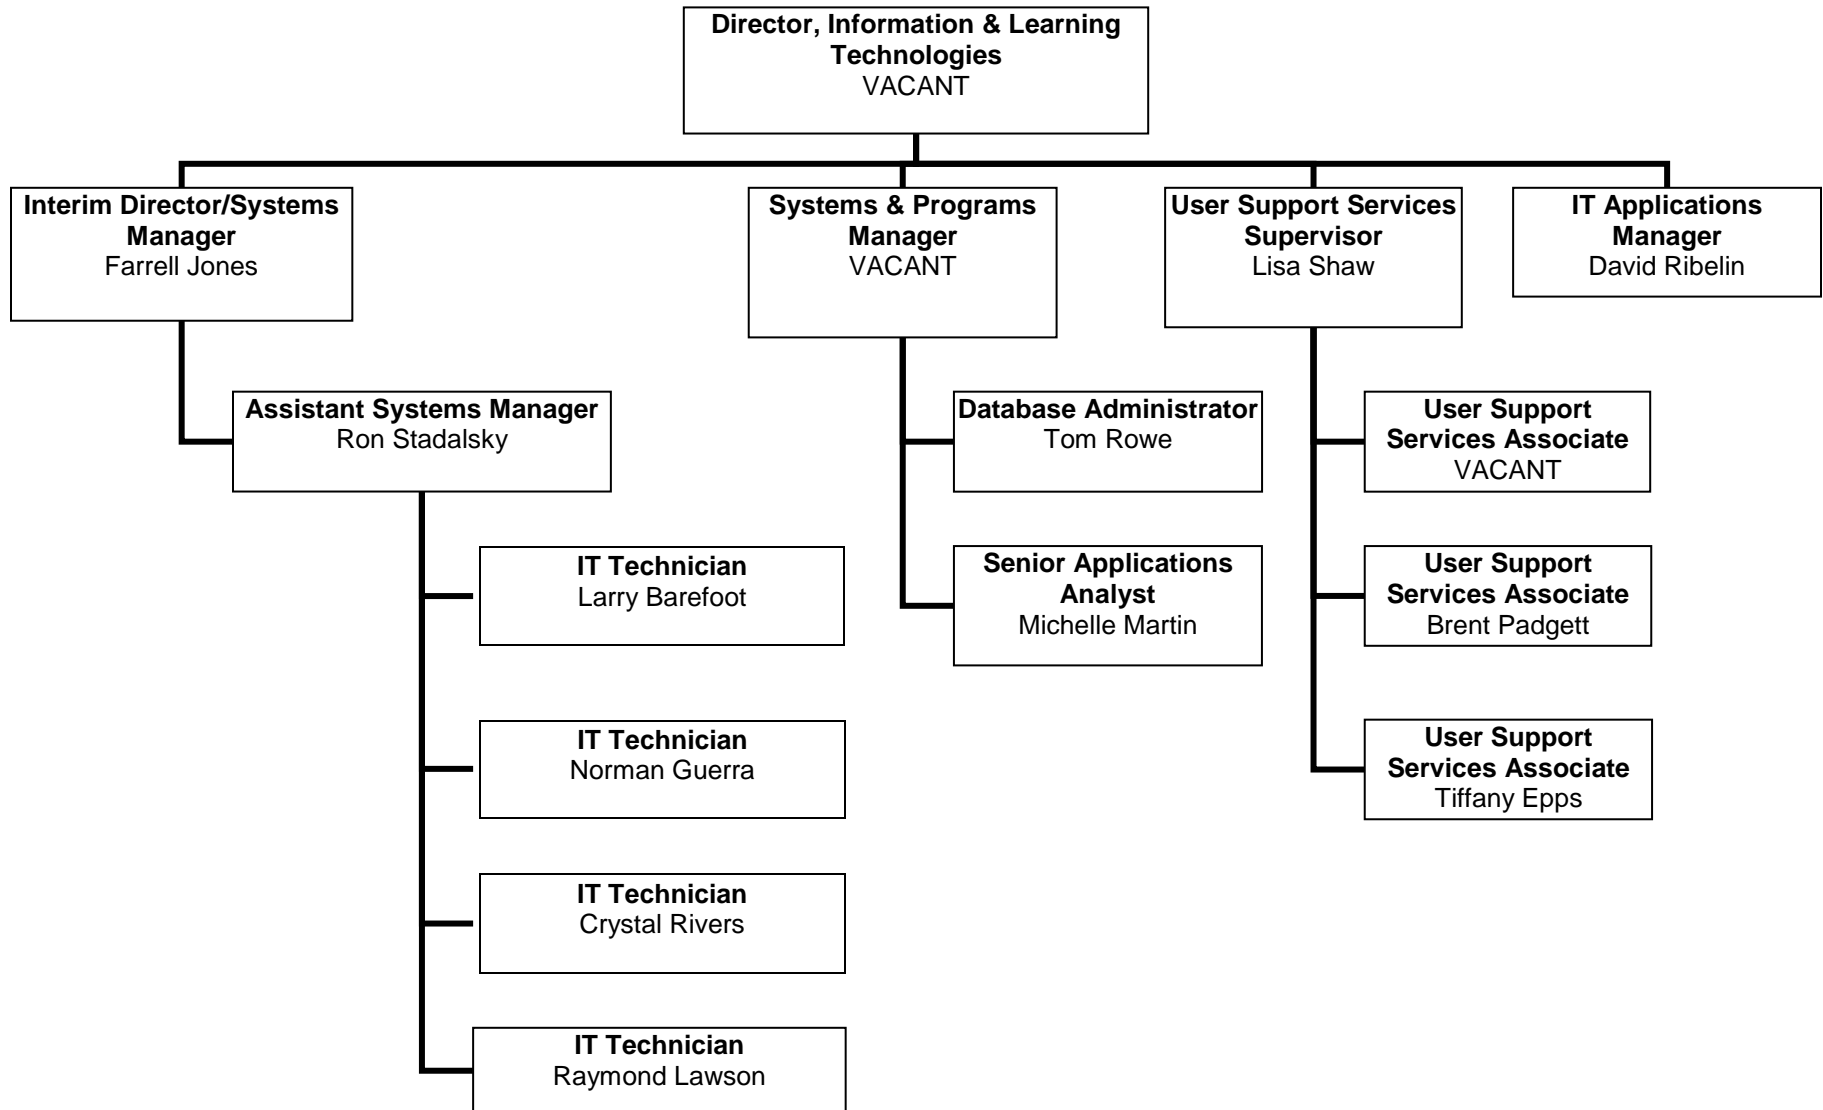 Director, Information & Learning
Technologies
VACANT
Interim Director/Systems
Manager
Farrell Jones
Systems & Programs
Manager
VACANT
User Support Services
Supervisor
Lisa Shaw
IT Applications
Manager
David Ribelin
Assistant Systems Manager
Ron Stadalsky
Database Administrator
Tom Rowe
User Support
Services Associate
VACANT
IT Technician
Larry Barefoot
Senior Applications
Analyst
Michelle Martin
User Support
Services Associate
Brent Padgett
IT Technician
Norman Guerra
User Support
Services Associate
Tiffany Epps
IT Technician
Crystal Rivers
IT Technician
Raymond Lawson